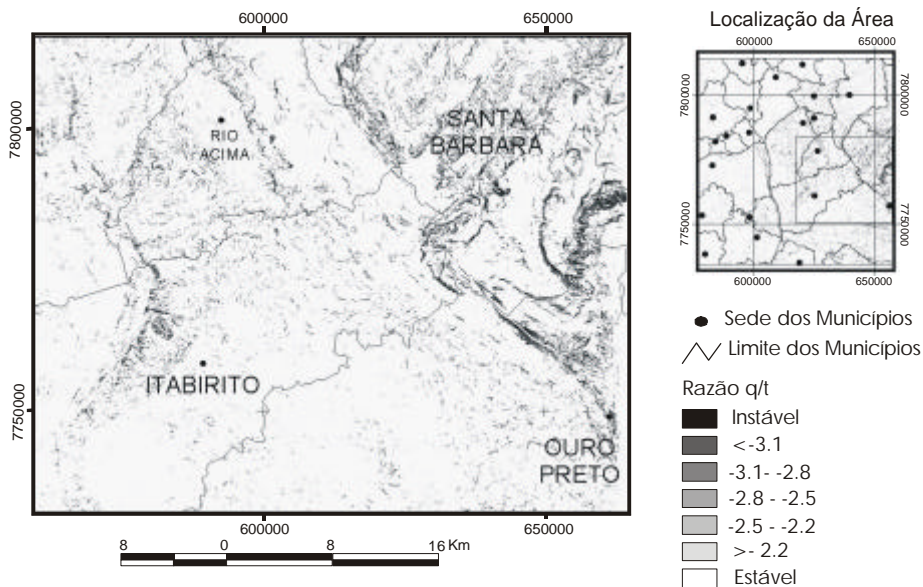 600000 650000
7800000
7750000
RIO
ACIMA
SANTA
BARBARA
ITABIRITO
OURO
PRETO
600000 650000
8 0 8 16 Km
Localização da Área
600000 650000
7800000 7800000
7750000 7750000
600000 650000
Sede dos Municípios
Limite dos Municípios
Razão q/t
Instável
<-3.1
-3.1- -2.8
-2.8 - -2.5
-2.5 - -2.2
>- 2.2
Estável